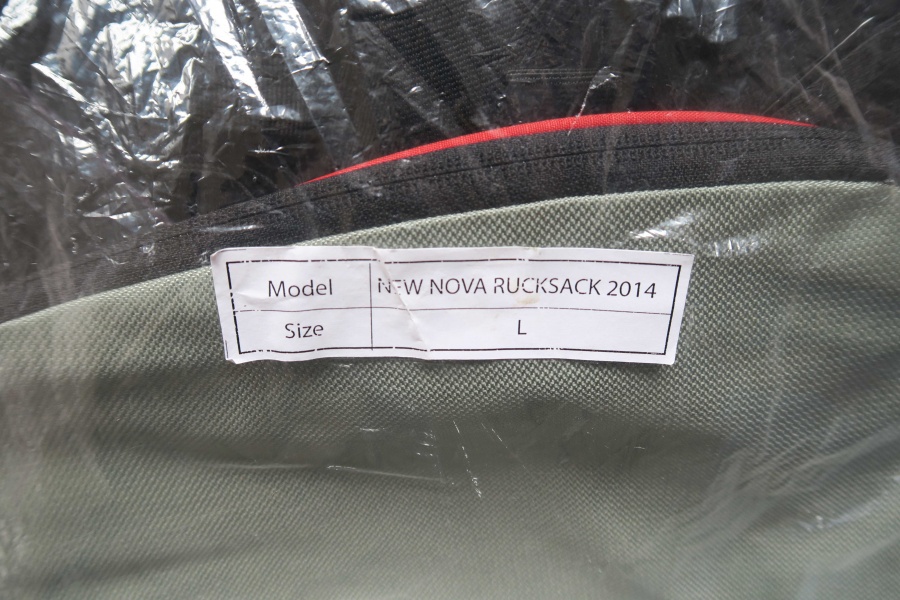 Model NEW NOVA RUCKSACK 2014
Size L